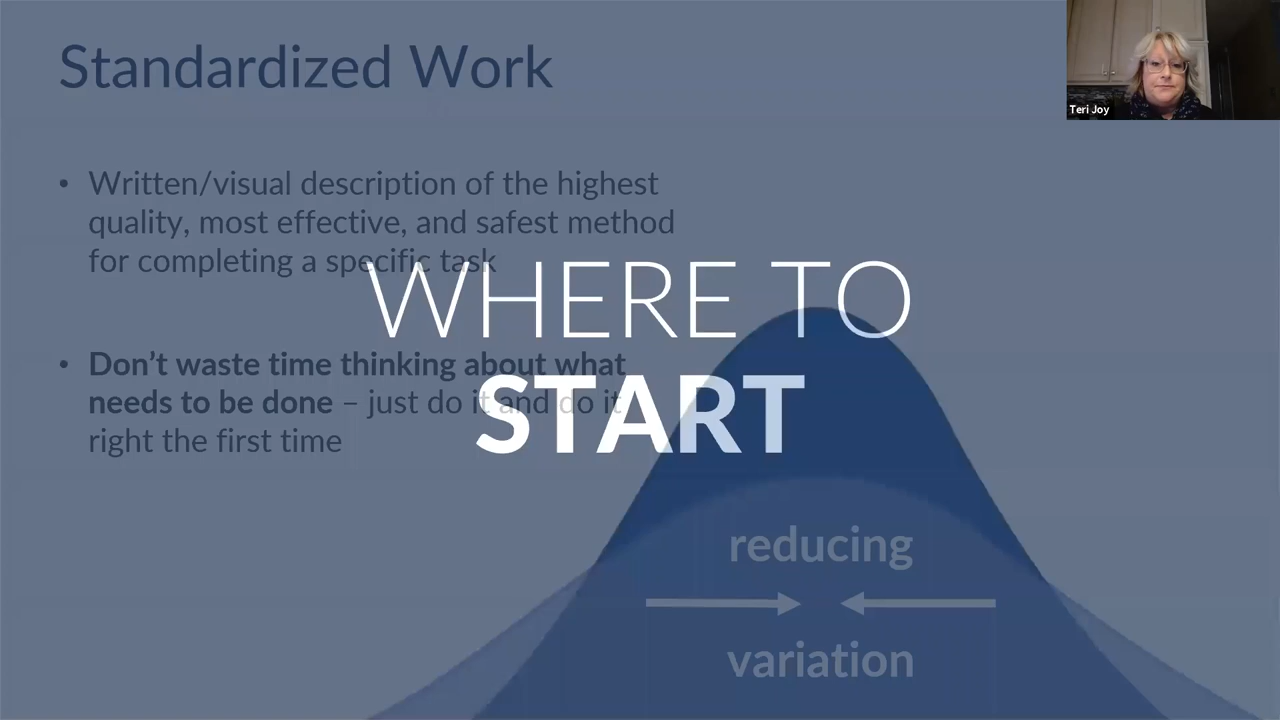 Standardized Work
Teri Joy
• Written/visual description of the highest
quality, most effective, and safest method
for completing a specific task
WHERE TO
START
• Don’t waste time thinking about what
needs to be done – just do it and do it
right the first time
reducing
variation